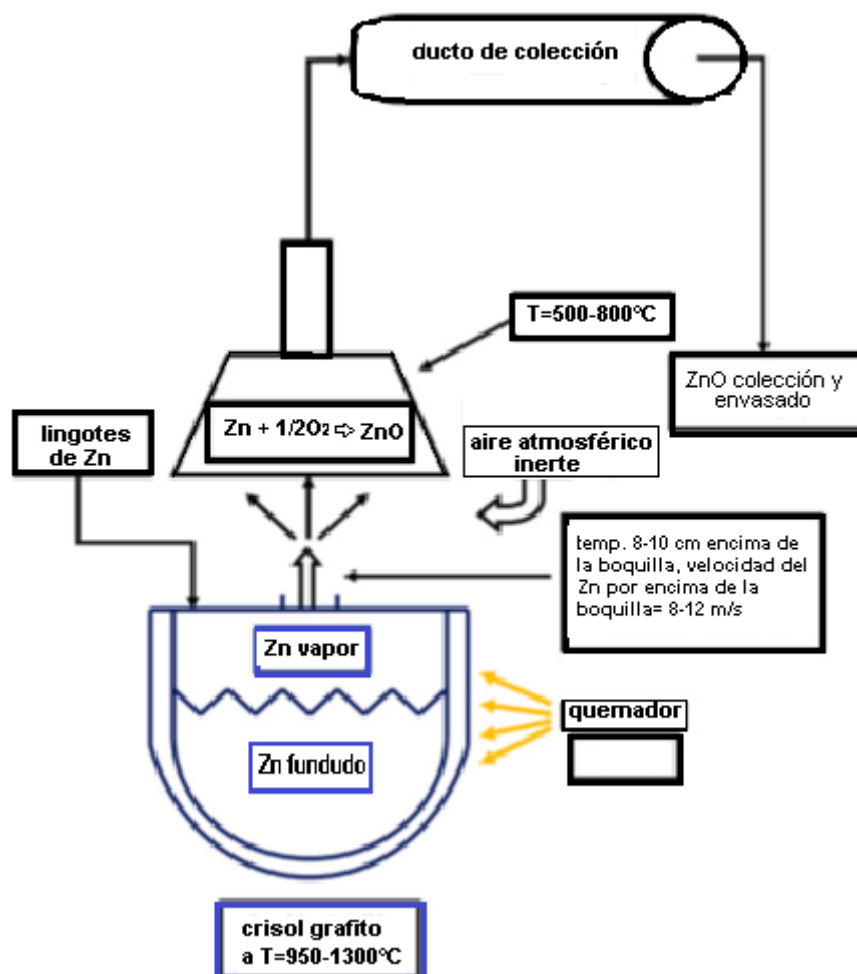 ducto de colección
T=500-800°C
ZnO colección y
envasado
lingotes
de Zn
Zn + 1/2O₂ ⇨ ZnO
aire atmosférico
inerte
temp. 8-10 cm encima de
la boquilla, velocidad del
Zn por encima de la
boquilla= 8-12 m/s
Zn vapor
quemador
Zn fundudo
crisol grafito
a T=950-1300°C